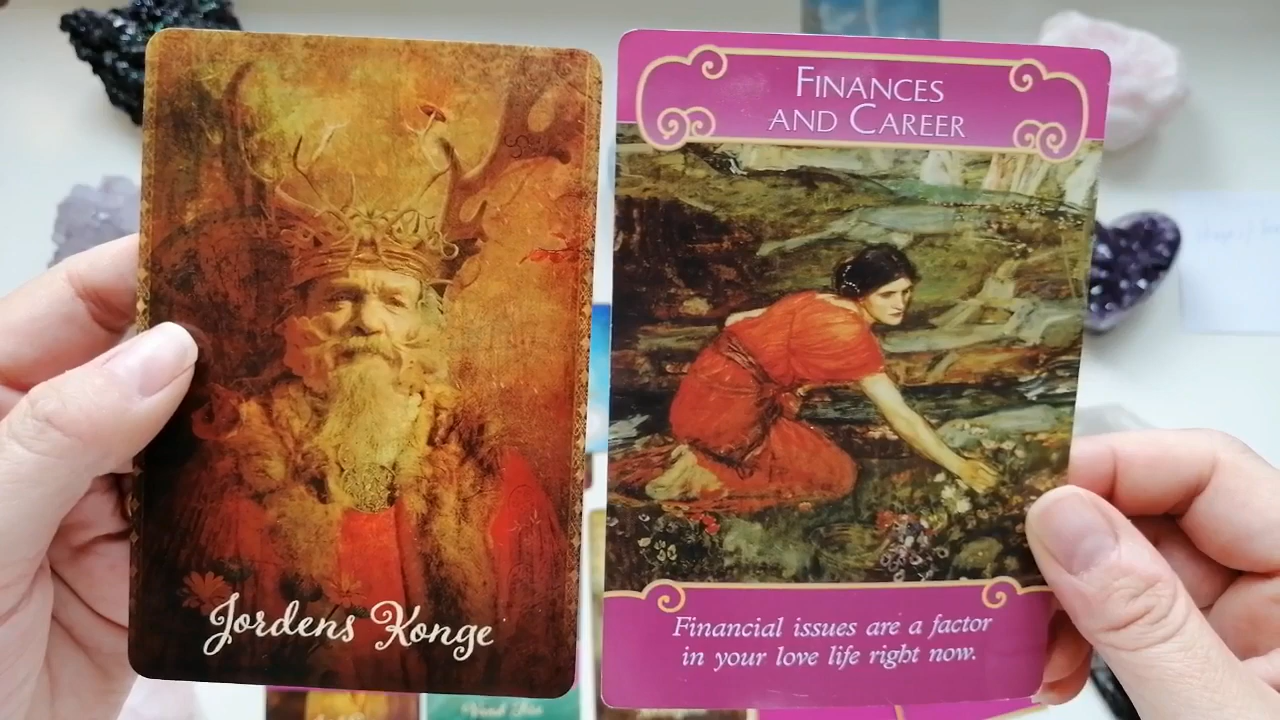 Jordens Konge
FINANCES
AND CAREER
Financial issues are a factor
in your love life right now.